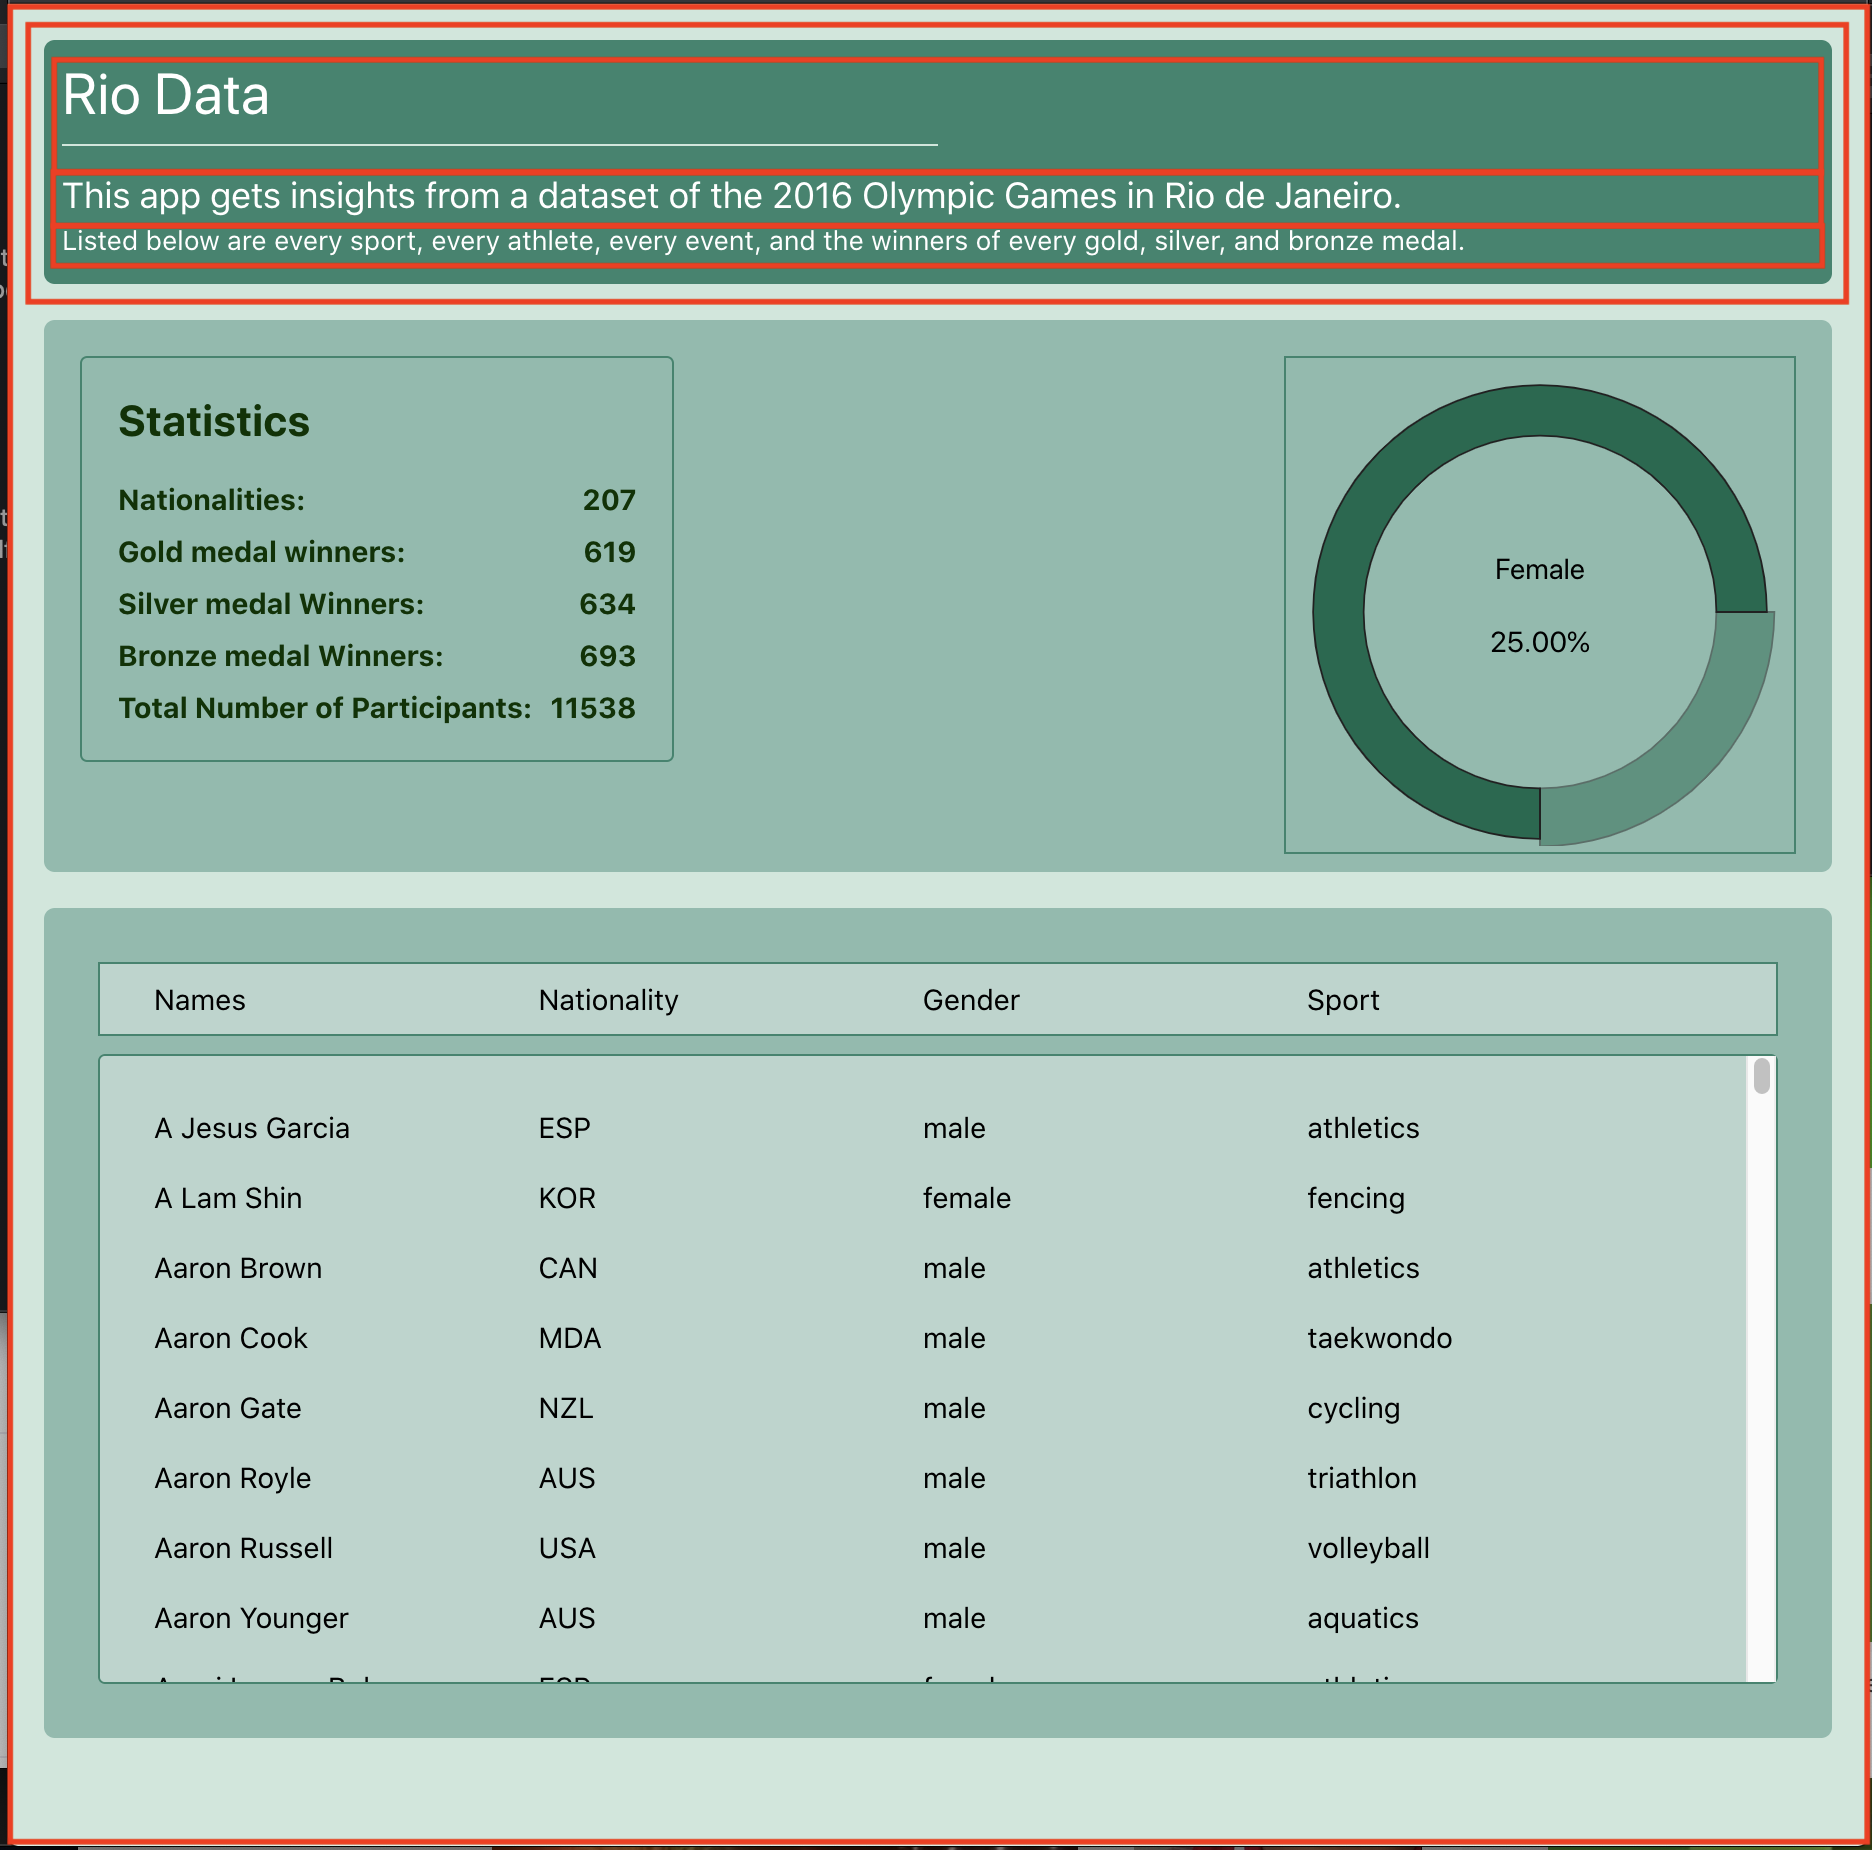 Rio Data
This app gets insights from a dataset of the 2016 Olympic Games in Rio de Janeiro.
Listed below are every sport, every athlete, every event, and the winners of every gold, silver, and bronze medal.
Statistics
Nationalities: 207
Gold medal winners: 619
Silver medal Winners: 634
Bronze medal Winners: 693
Total Number of Participants: 11538
Female
25.00%
Names Nationality Gender Sport
A Jesus Garcia ESP male athletics
A Lam Shin KOR female fencing
Aaron Brown CAN male athletics
Aaron Cook MDA male taekwondo
Aaron Gate NZL male cycling
Aaron Royle AUS male triathlon
Aaron Russell USA male volleyball
Aaron Younger AUS male aquatics